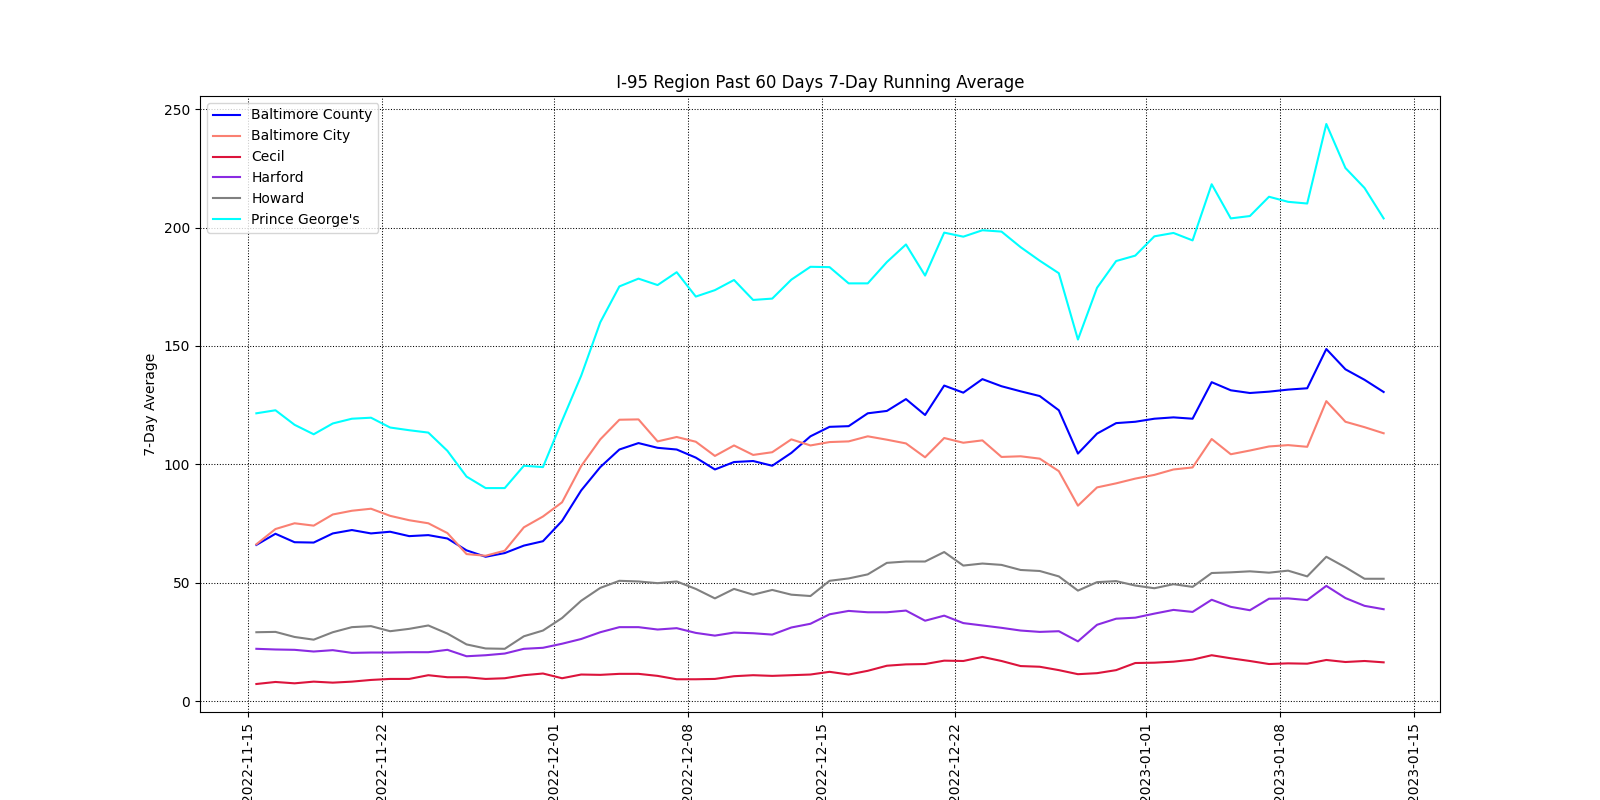 I-95 Region Past 60 Days 7-Day Running Average
250
200
150
100
50
0
7-Day Average
Baltimore County
Baltimore City
Cecil
Harford
Howard
Prince George's
2022-11-15
2022-11-22
2022-12-01
2022-12-08
2022-12-15
2022-12-22
2023-01-01
2023-01-08
2023-01-15